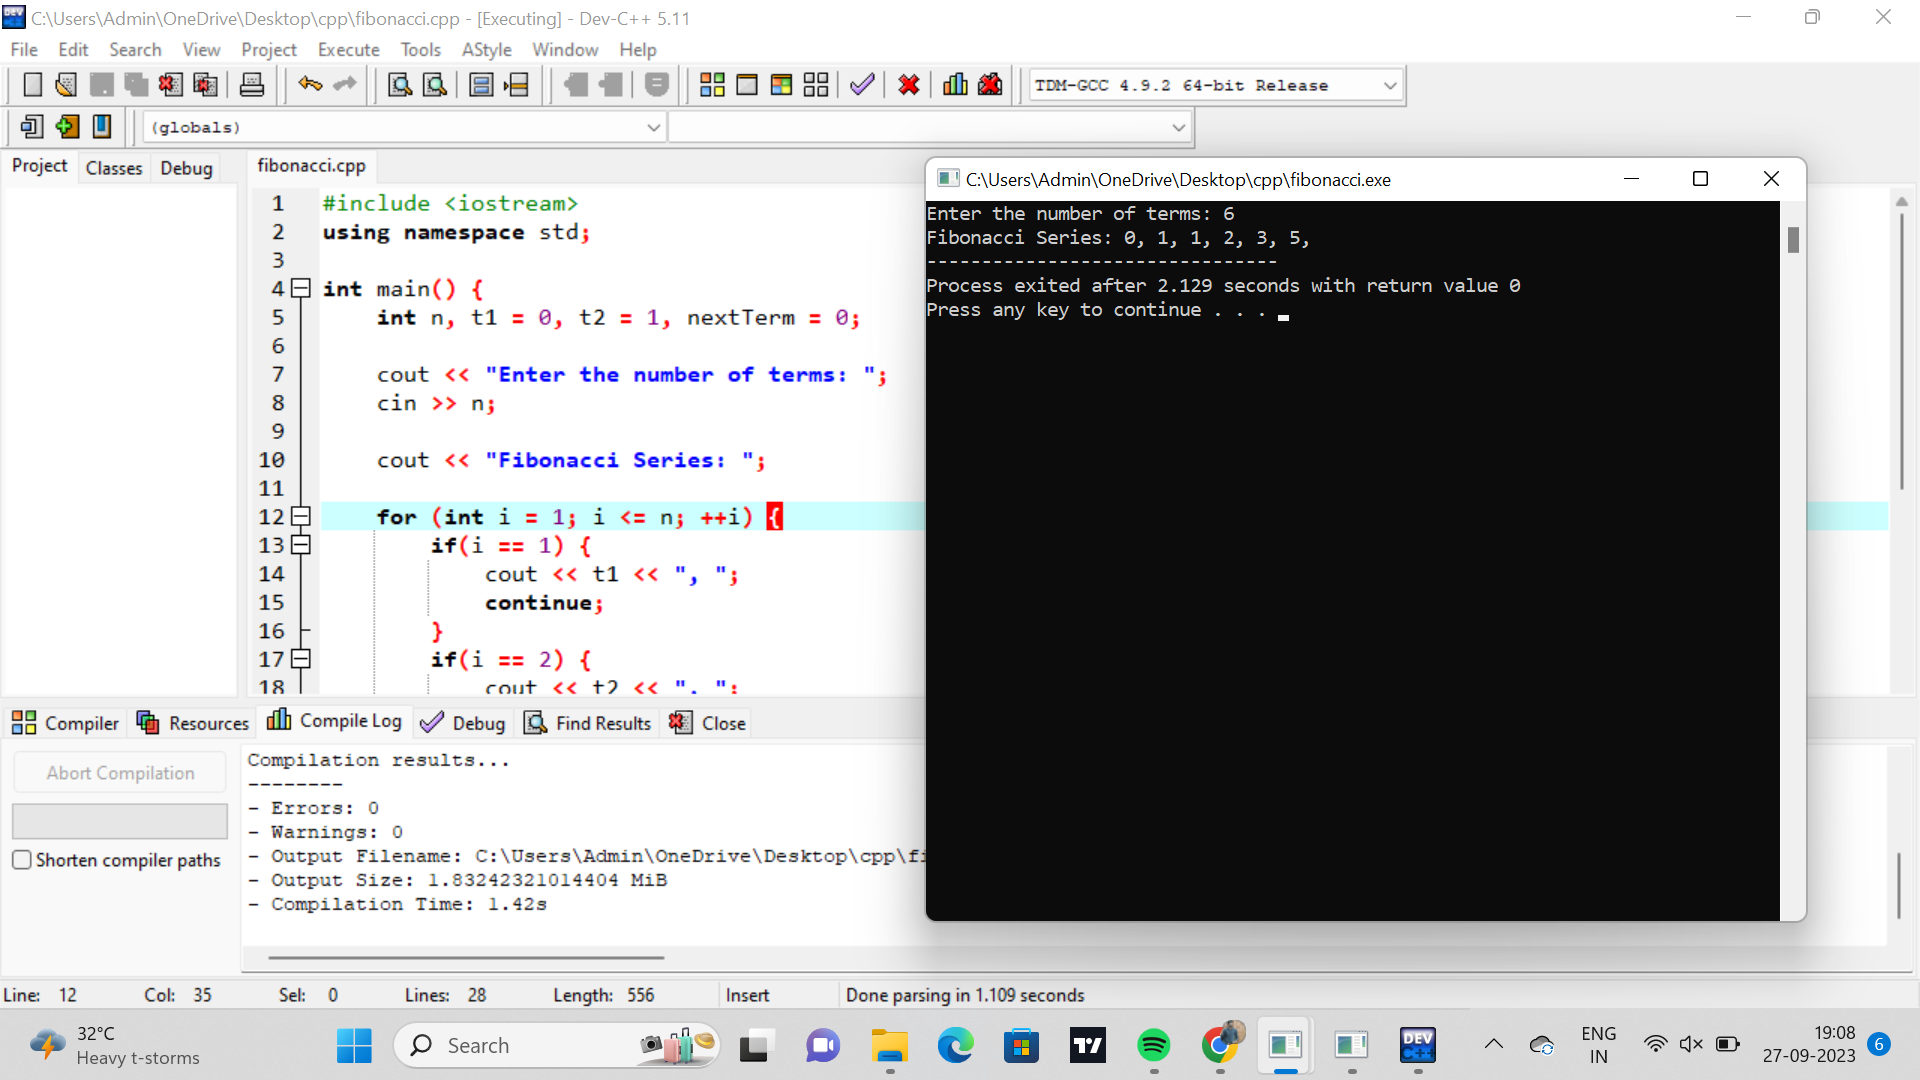 C:\Users\Admin\OneDrive\Desktop\cpp\fibonacci.cpp - [Executing] - Dev-C++ 5.11
File Edit Search View Project Execute Tools AStyle Window Help
TDM-GCC 4.9.2 64-bit Release
(globals)
Project Classes Debug
fibonacci.cpp
1 #include <iostream>
2 using namespace std;
3
4 int main() {
5 int n, t1 = 0, t2 = 1, nextTerm = 0;
6
7 cout << "Enter the number of terms: ";
8 cin >> n;
9
10 cout << "Fibonacci Series: ";
11
12 for (int i = 1; i <= n; ++i) {
13 if(i == 1) {
14 cout << t1 << ", ";
15 continue;
16 }
17 if(i == 2) {
18 cout << t2 << ", ";
C:\Users\Admin\OneDrive\Desktop\cpp\fibonacci.exe
Enter the number of terms: 6
Fibonacci Series: 0, 1, 1, 2, 3, 5,
--------------------------------
Process exited after 2.129 seconds with return value 0
Press any key to continue . . .
Compiler Resources Compile Log Debug Find Results Close
Abort Compilation
Shorten compiler paths
Compilation results...
--------
- Errors: 0
- Warnings: 0
- Output Filename: C:\Users\Admin\OneDrive\Desktop\cpp\fi
- Output Size: 1.83242321014404 MiB
- Compilation Time: 1.42s
Line: 12 Col: 35 Sel: 0 Lines: 28 Length: 556 Insert Done parsing in 1.109 seconds
32°C
Heavy t-storms
Search
DEV
C++
ENG
IN
19:08
27-09-2023
6